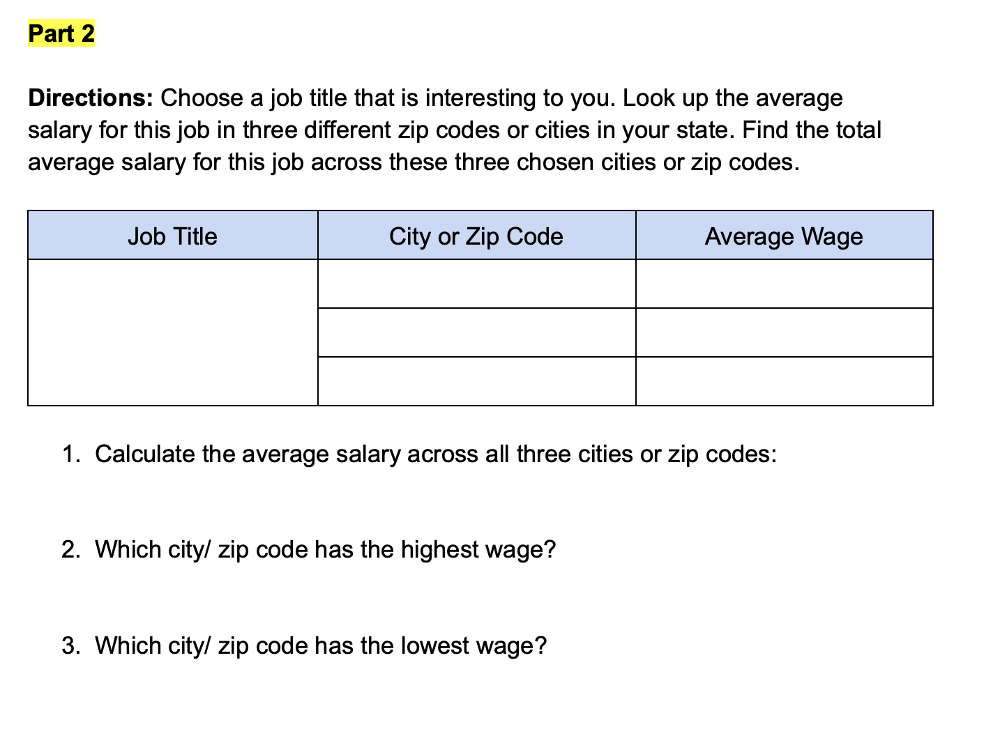 Part 2
Directions: Choose a job title that is interesting to you. Look up the average
salary for this job in three different zip codes or cities in your state. Find the total
average salary for this job across these three chosen cities or zip codes.
Job Title City or Zip Code Average Wage
1. Calculate the average salary across all three cities or zip codes:
2. Which city/ zip code has the highest wage?
3. Which city/ zip code has the lowest wage?